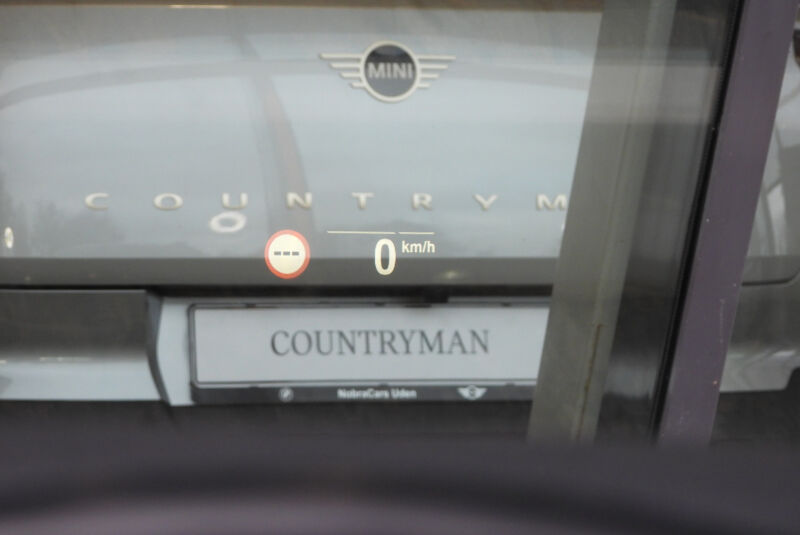 MINI
COUNTRYM
---
0 km/h
COUNTRYMAN
NobraCars Uden